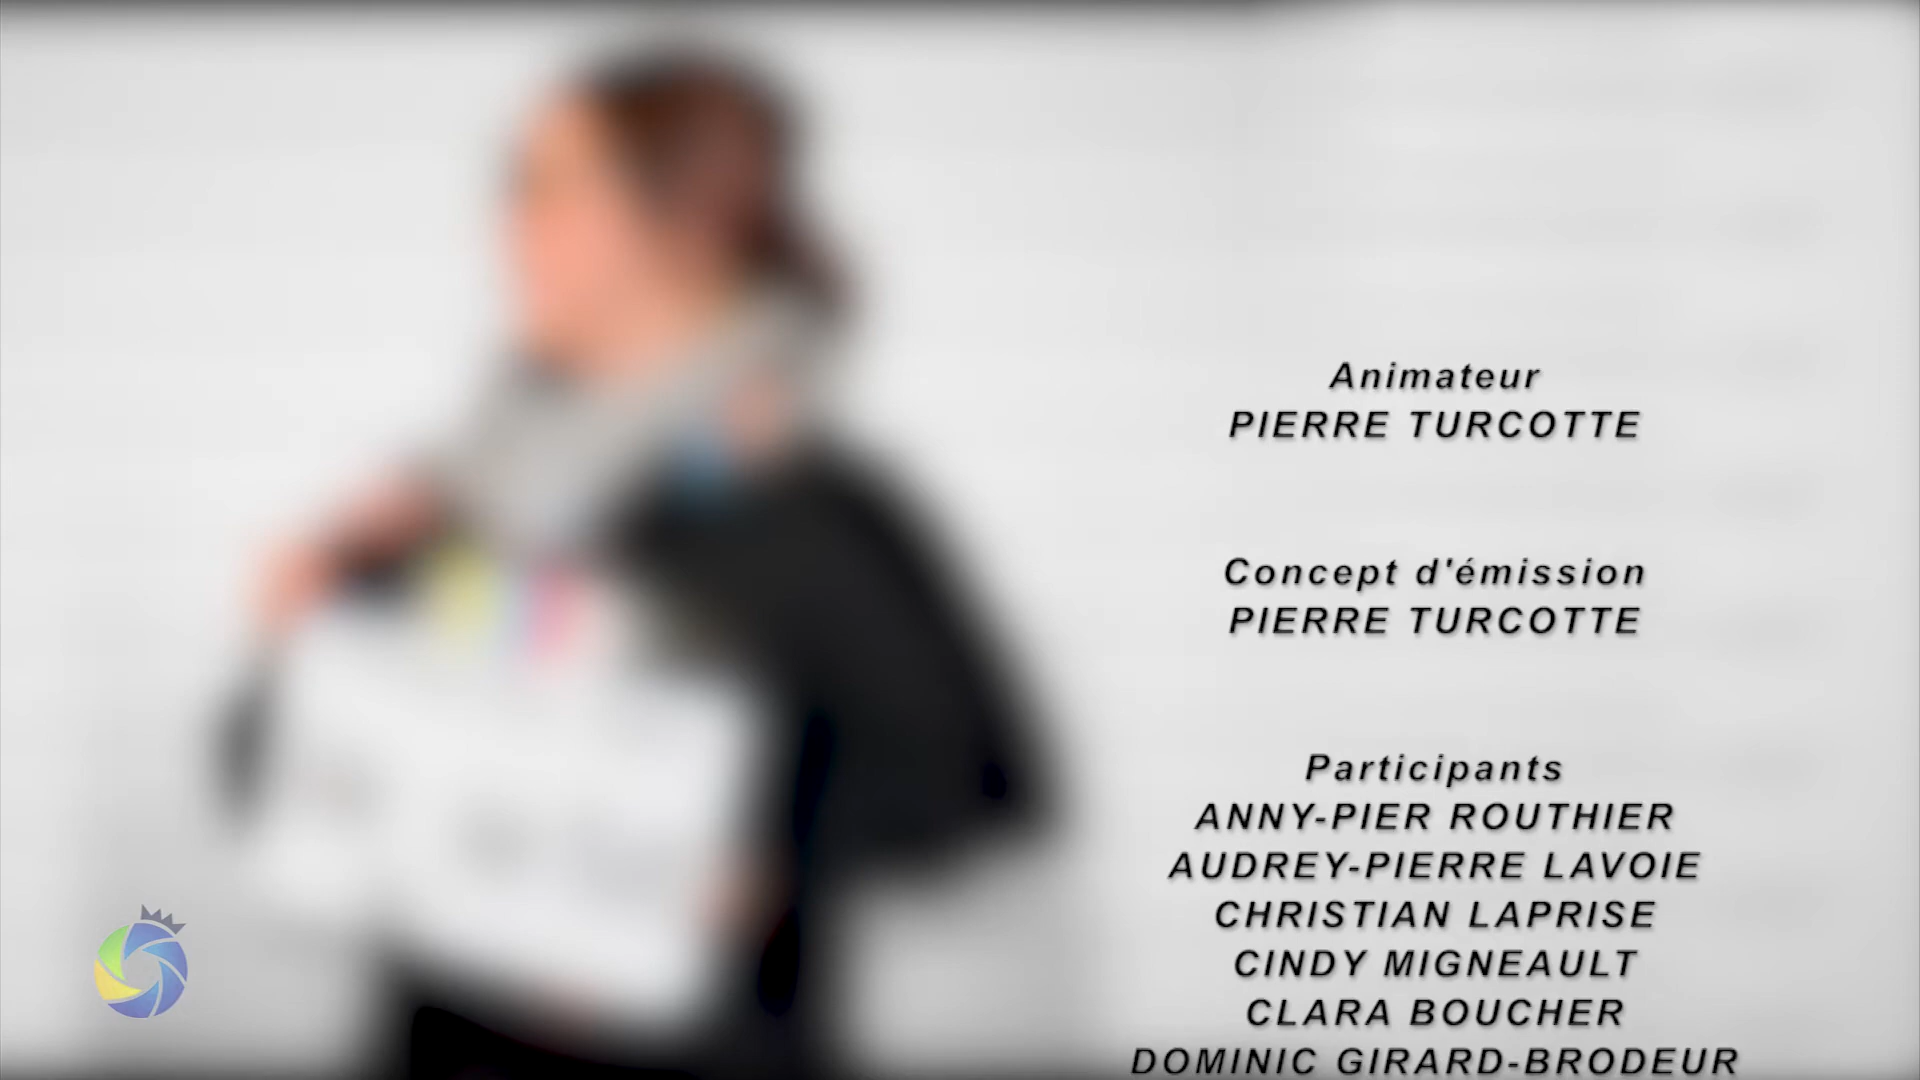 Animateur
PIERRE TURCOTTE
Concept d'émission
PIERRE TURCOTTE
Participants
ANNY-PIER ROUTHIER
AUDREY-PIERRE LAVOIE
CHRISTIAN LAPRISE
CINDY MIGNEAULT
CLARA BOUCHER
DOMINIC GIRARD-BRODEUR